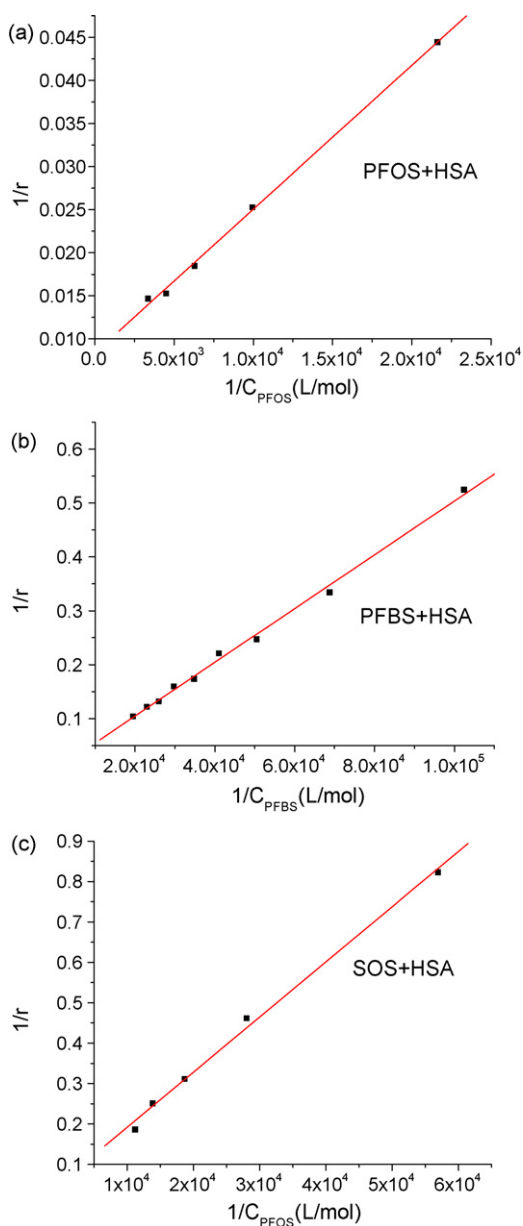 (a)
0.045
0.040
0.035
0.030
0.025
0.020
0.015
0.010
1/r
PFOS+HSA
0.0 5.0x10³ 1.0x10⁴ 1.5x10⁴ 2.0x10⁴ 2.5x10⁴
1/C_PFOS(L/mol)
(b)
0.6
0.5
0.4
0.3
0.2
0.1
1/r
PFBS+HSA
2.0x10⁴ 4.0x10⁴ 6.0x10⁴ 8.0x10⁴ 1.0x10⁵
1/C_PFBS(L/mol)
(c)
0.9
0.8
0.7
0.6
0.5
0.4
0.3
0.2
0.1
1/r
SOS+HSA
1x10⁴ 2x10⁴ 3x10⁴ 4x10⁴ 5x10⁴ 6x10⁴
1/C_PFOS(L/mol)